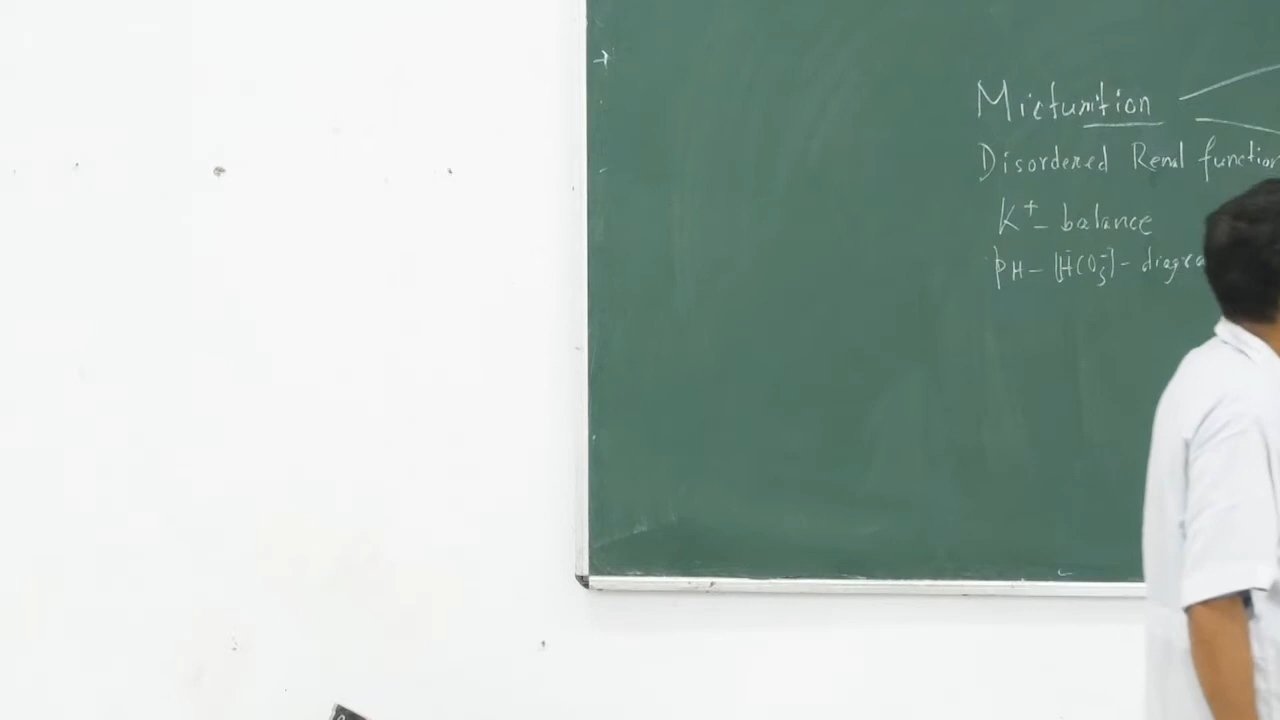 Micturition
Disordered Renal function
K+ - balance
pH - [HCO3-] - diagra